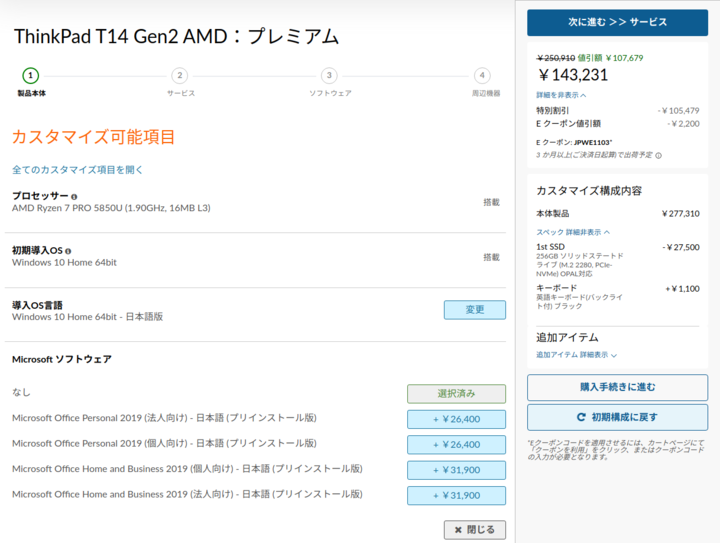 ThinkPad T14 Gen2 AMD：プレミアム
1 2 3 4
製品本体 サービス ソフトウェア 周辺機器
カスタマイズ可能項目
全てのカスタマイズ項目を開く
プロセッサー
AMD Ryzen 7 PRO 5850U (1.90GHz, 16MB L3)
搭載
初期導入OS
Windows 10 Home 64bit
搭載
導入OS言語
Windows 10 Home 64bit - 日本語版
変更
Microsoft ソフトウェア
なし
選択済み
Microsoft Office Personal 2019 (法人向け) - 日本語 (プリインストール版)
+ ￥26,400
Microsoft Office Personal 2019 (個人向け) - 日本語 (プリインストール版)
+ ￥26,400
Microsoft Office Home and Business 2019 (個人向け) - 日本語 (プリインストール版)
+ ￥31,900
Microsoft Office Home and Business 2019 (法人向け) - 日本語 (プリインストール版)
+ ￥31,900
✖ 閉じる
次に進む ＞＞ サービス
￥250,910 値引額 ￥107,679
￥143,231
詳細を非表示
特別割引 -￥105,479
E クーポン値引額 -￥2,200
E クーポン: JPWE1103*
3 か月以上(ご決済日起算)で出荷予定
カスタマイズ構成内容
本体製品 ￥277,310
スペック 詳細非表示
1st SSD -￥27,500
256GB ソリッドステートド
ライブ (M.2 2280, PCIe-
NVMe) OPAL対応
キーボード +￥1,100
英語キーボード(バックライ
ト付) ブラック
追加アイテム
追加アイテム 詳細表示
購入手続きに進む
初期構成に戻す
*Eクーポンコードを適用させるには、カートページにて
「クーポンを利用」をクリック、またはクーポンコード
の入力が必要となります。